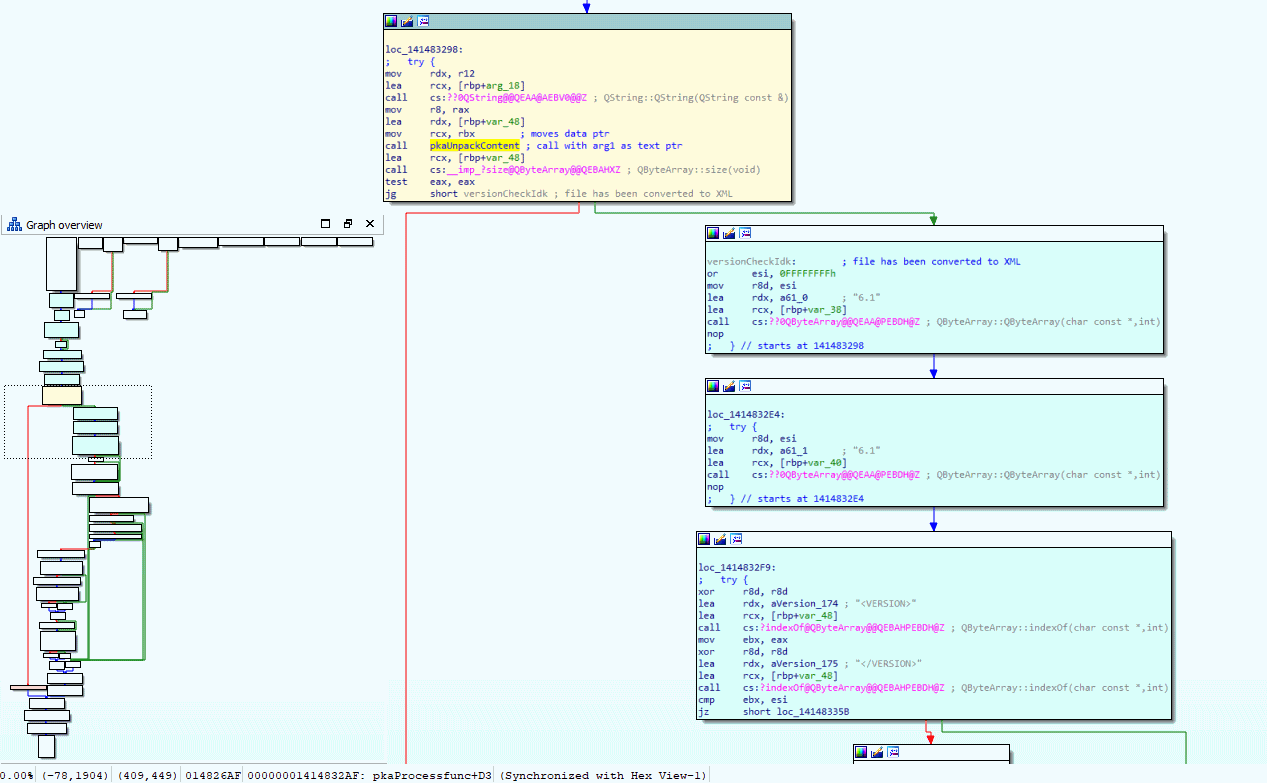 loc_141483298:
;   try {
mov     rdx, r12
lea     rcx, [rbp+arg_18]
call    cs:??0QString@@QEAA@AEBV0@@Z ; QString::QString(QString const &)
mov     r8, rax
lea     rdx, [rbp+var_48]
mov     rcx, rbx        ; moves data ptr
call    pkaUnpackContent ; call with arg1 as text ptr
lea     rcx, [rbp+var_48]
call    cs:__imp_?size@QByteArray@@QEBAHXZ ; QByteArray::size(void)
test    eax, eax
jg      short versionCheckIdk ; file has been converted to XML
Graph overview
versionCheckIdk:        ; file has been converted to XML
or      esi, 0FFFFFFFFh
mov     r8d, esi
lea     rdx, a61_0      ; "6.1"
lea     rcx, [rbp+var_38]
call    cs:??0QByteArray@@QEAA@PEBDH@Z ; QByteArray::QByteArray(char const *,int)
nop
;   } // starts at 141483298
loc_1414832E4:
;   try {
mov     r8d, esi
lea     rdx, a61_1      ; "6.1"
lea     rcx, [rbp+var_40]
call    cs:??0QByteArray@@QEAA@PEBDH@Z ; QByteArray::QByteArray(char const *,int)
nop
;   } // starts at 1414832E4
loc_1414832F9:
;   try {
xor     r8d, r8d
lea     rdx, aVersion_174 ; "<VERSION>"
lea     rcx, [rbp+var_48]
call    cs:?indexOf@QByteArray@@QEBAHPEBDH@Z ; QByteArray::indexOf(char const *,int)
mov     ebx, eax
xor     r8d, r8d
lea     rdx, aVersion_175 ; "</VERSION>"
lea     rcx, [rbp+var_48]
call    cs:?indexOf@QByteArray@@QEBAHPEBDH@Z ; QByteArray::indexOf(char const *,int)
cmp     ebx, esi
jz      short loc_14148335B
0.00% (-78,1904) (409,449) 014826AF 00000001414832AF: pkaProcessfunc+D3 (Synchronized with Hex View-1)